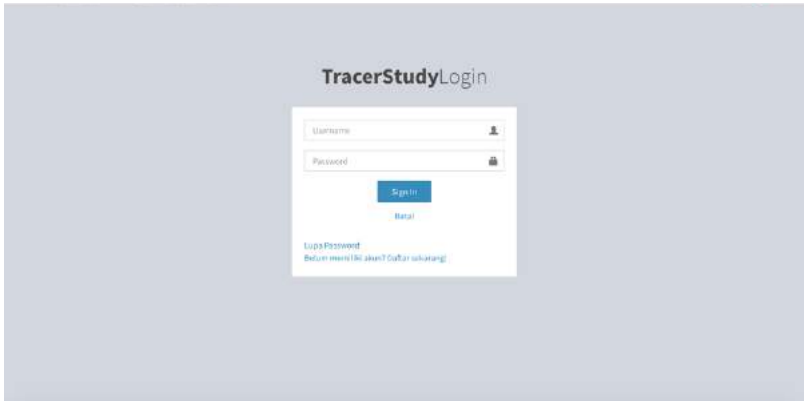 TracerStudyLogin
Username
Password
Sign In
Batal
Lupa Password
Belum memiliki akun? Daftar sekarang!